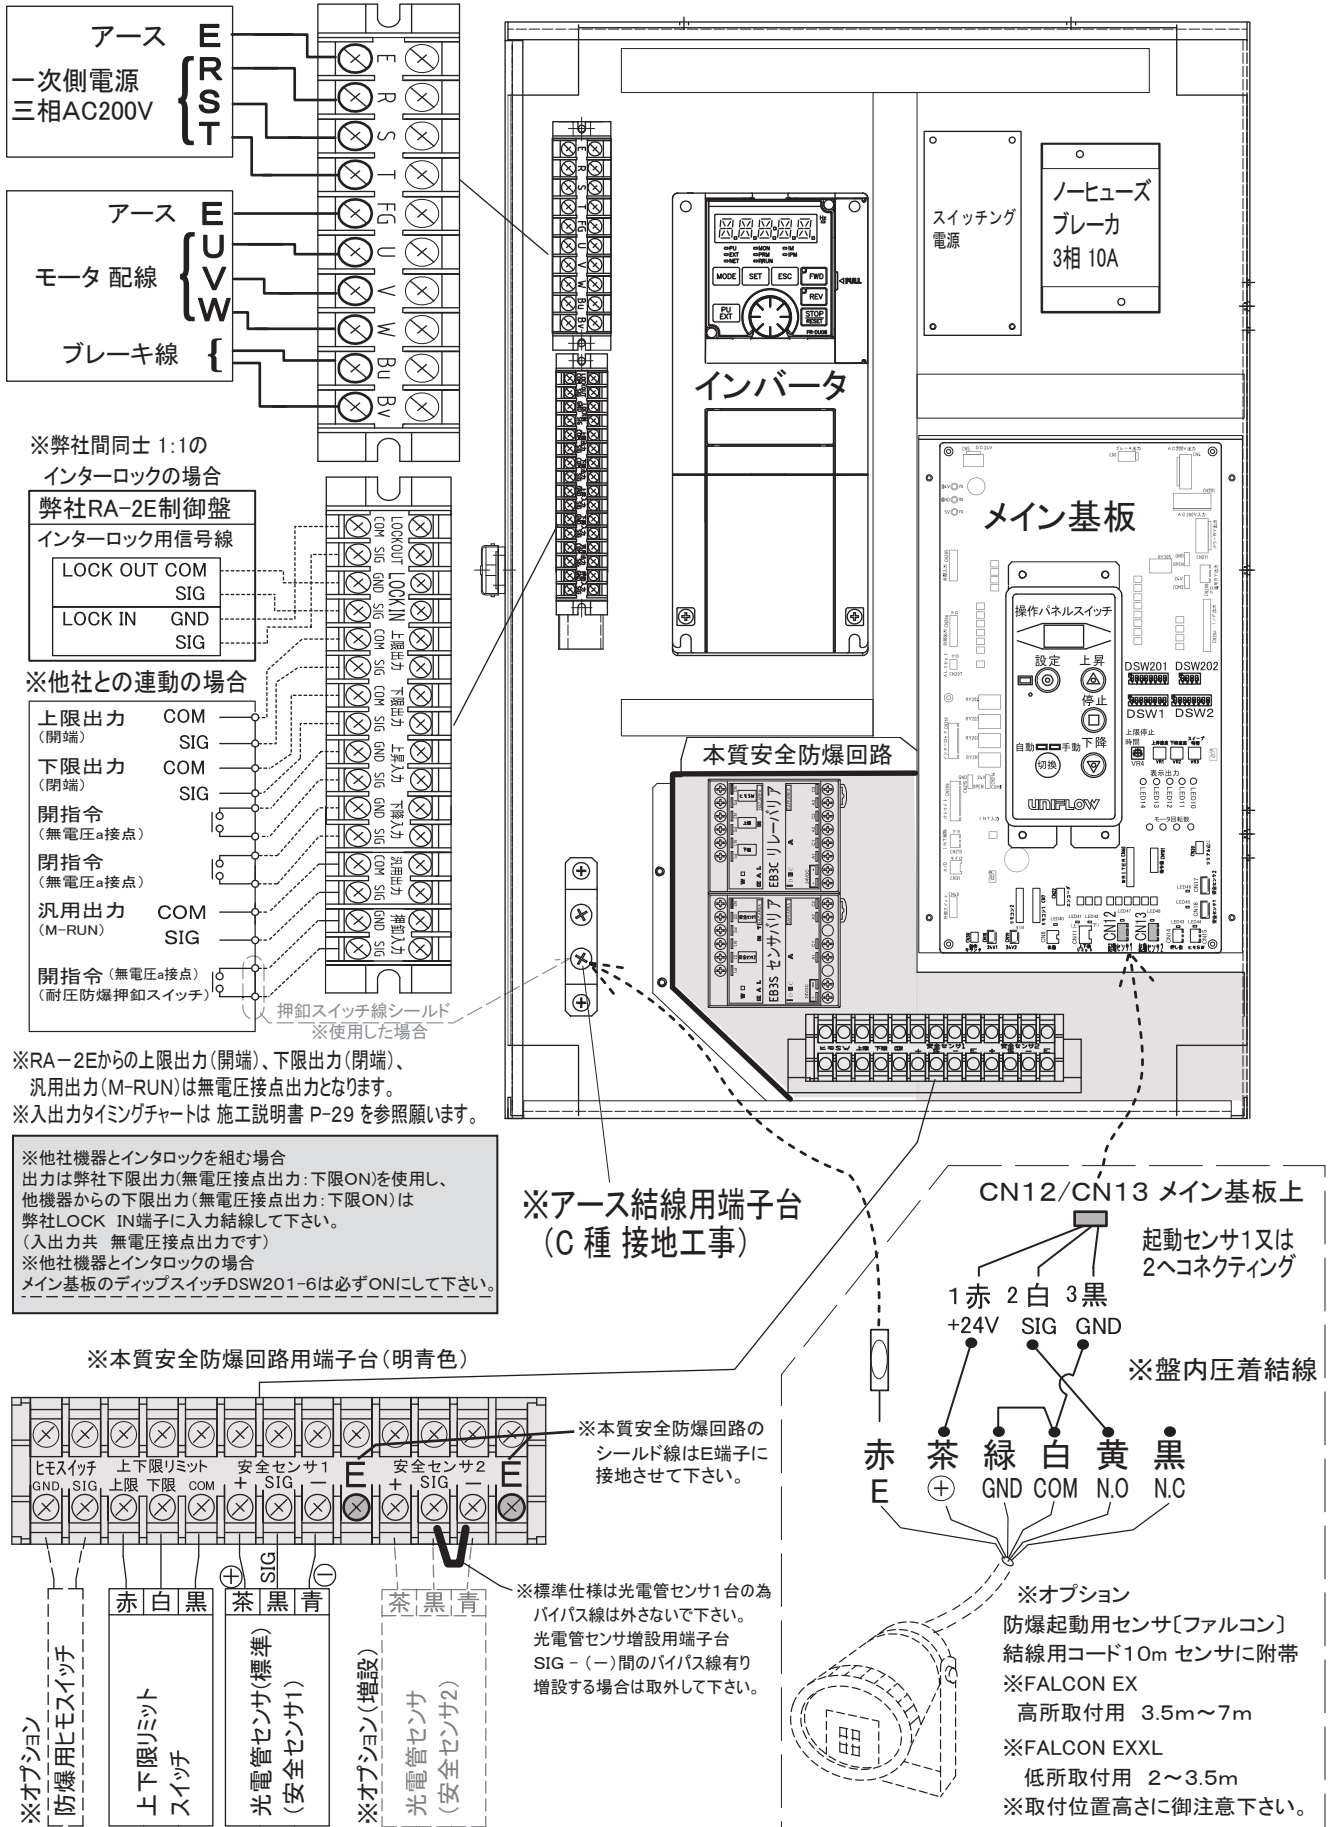 アース E
一次側電源
三相AC200V
R
S
T
アース E
モータ 配線
U
V
W
ブレーキ線 {
E
R
S
T
FG
U
V
W
Bu
Bv
※弊社間同士 1:1の
インターロックの場合
弊社RA-2E制御盤
インターロック用信号線
LOCK OUT COM
SIG
LOCK IN GND
SIG
※他社との連動の場合
上限出力 COM
(開端)
SIG
下限出力 COM
(閉端)
SIG
開指令
(無電圧a接点)
閉指令
(無電圧a接点)
汎用出力 COM
(M-RUN)
SIG
開指令(無電圧a接点)
(耐圧防爆押釦スイッチ)
COM SIG LOCKOUT
GND SIG LOCK IN
COM SIG 上限出力
COM SIG 下限出力
GND SIG 上昇入力
GND SIG 下降入力
COM SIG 汎用出力
GND SIG 押釦入力
押釦スイッチ線シールド
※使用した場合
※RA-2Eからの上限出力(開端)、下限出力(閉端)、
汎用出力(M-RUN)は無電圧接点出力となります。
※入出力タイミングチャートは 施工説明書 P-29 を参照願います。
※他社機器とインタロックを組む場合
出力は弊社下限出力(無電圧接点出力:下限ON)を使用し、
他機器からの下限出力(無電圧接点出力:下限ON)は
弊社LOCK IN端子に入力結線して下さい。
(入出力共 無電圧接点出力です)
※他社機器とインタロックの場合
メイン基板のディップスイッチDSW201-6は必ずONにして下さい。
E
R
S
T
FG
U
V
W
Bu
Bv
PU MON IM
EXT PRM IPM
NET P.RUN
MODE SET ESC FWD
REV
PU
EXT
STOP
RESET
FR-DU08
PULL
インバータ
スイッチング
電源
ノーヒューズ
ブレーカ
3相 10A
メイン基板
操作パネルスイッチ
設定 上昇
停止
自動 手動 下降
切換
UNIFLOW
DSW201 DSW202
DSW1 DSW2
上限停止
時間
VR4 VR1 VR2 VR3
表示出力
LED14
LED13
LED12
LED11
LED10
モータ回転数
CN12
CN13
本質安全防爆回路
EB3C リレーバリア
EB3S センサバリア
※アース結線用端子台
(C 種 接地工事)
CN12/CN13 メイン基板上
起動センサ1又は
2へコネクティング
1赤 2白 3黒
+24V SIG GND
※盤内圧着結線
赤 茶 緑 白 黄 黒
E ⊕ GND COM N.O N.C
※オプション
防爆起動用センサ〔ファルコン〕
結線用コード10m センサに附帯
※FALCON EX
高所取付用 3.5m～7m
※FALCON EXXL
低所取付用 2～3.5m
※取付位置高さに御注意下さい。
※本質安全防爆回路用端子台(明青色)
ヒモスイッチ 上下限リミット 安全センサ1 E 安全センサ2 E
GND SIG 上限 下限 COM + SIG − + SIG −
※本質安全防爆回路の
シールド線はE端子に
接地させて下さい。
※標準仕様は光電管センサ1台の為
バイパス線は外さないで下さい。
光電管センサ増設用端子台
SIG - (−)間のバイパス線有り
増設する場合は取外して下さい。
※オプション
防爆用ヒモスイッチ
赤 白 黒
上下限リミット
スイッチ
⊕ SIG ⊖
茶 黒 青
光電管センサ(標準)
(安全センサ1)
※オプション(増設)
茶 黒 青
光電管センサ
(安全センサ2)